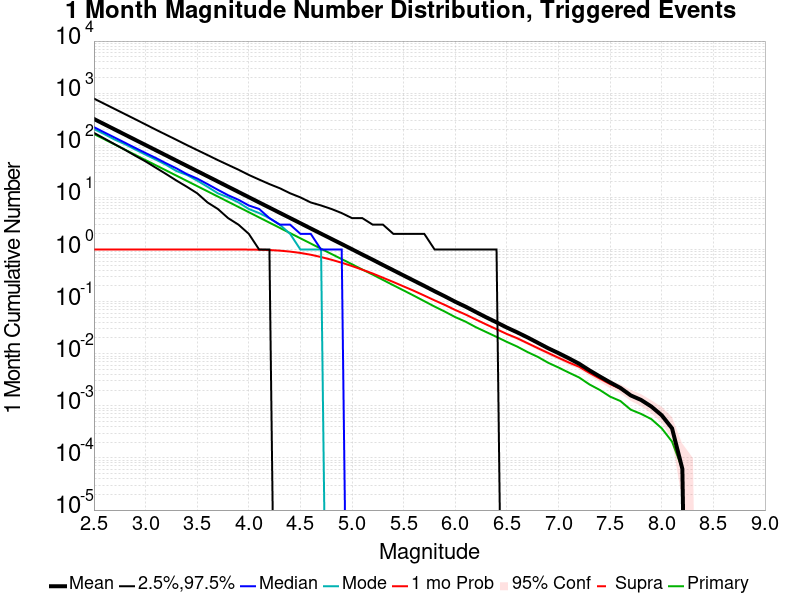 1 Month Magnitude Number Distribution, Triggered Events
1 Month Cumulative Number
10 4
10 3
10 2
10 1
10 0
10 -1
10 -2
10 -3
10 -4
10 -5
2.5 3.0 3.5 4.0 4.5 5.0 5.5 6.0 6.5 7.0 7.5 8.0 8.5 9.0
Magnitude
Mean 2.5%,97.5% Median Mode 1 mo Prob 95% Conf Supra Primary